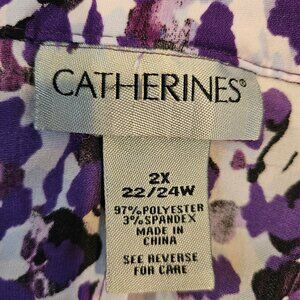 CATHERINES®
2X
22/24W
97% POLYESTER
3% SPANDEX
MADE IN
CHINA
SEE REVERSE
FOR CARE